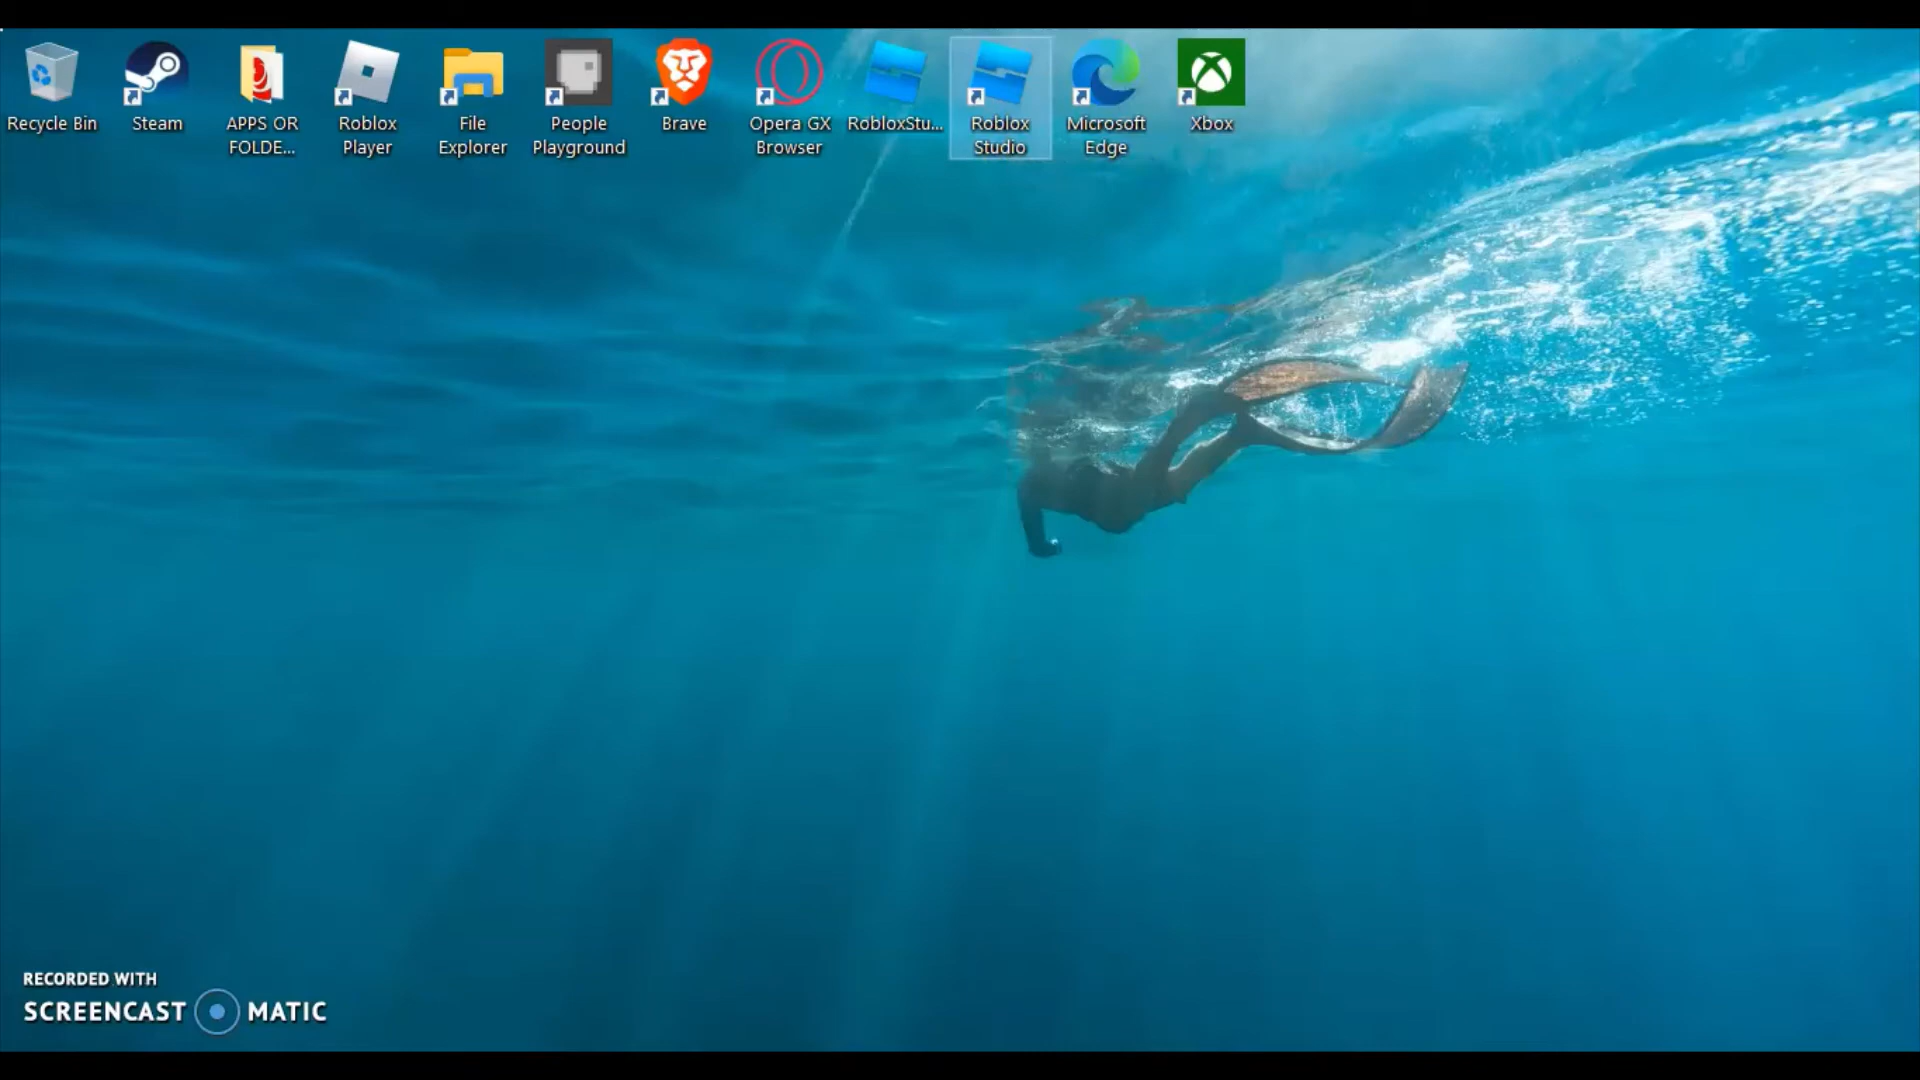 Recycle Bin
Steam
APPS OR
FOLDE...
Roblox
Player
File
Explorer
People
Playground
Brave
Opera GX
Browser
RobloxStu...
Roblox
Studio
Microsoft
Edge
Xbox
RECORDED WITH
SCREENCAST MATIC